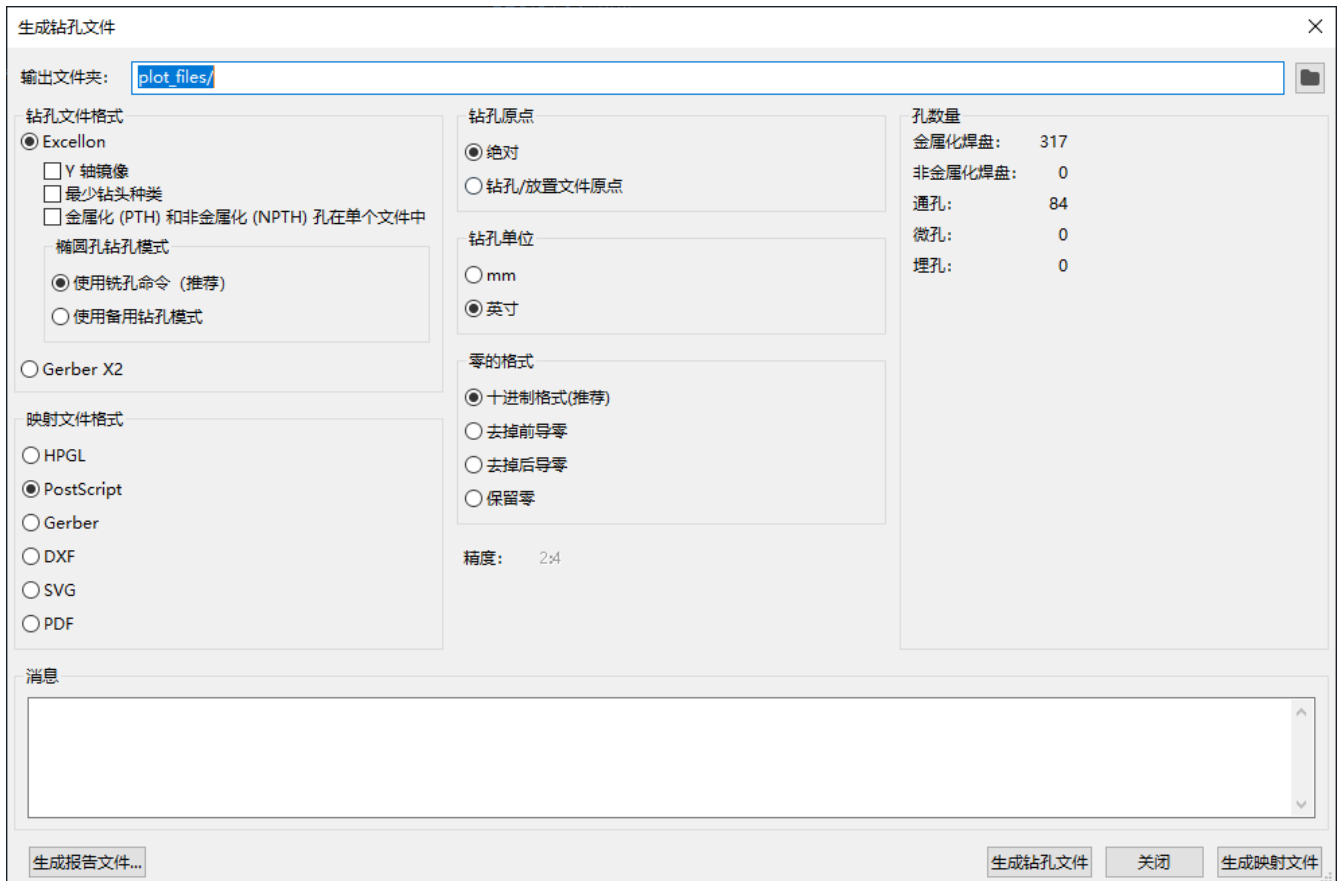 生成钻孔文件
输出文件夹： plot_files/
钻孔文件格式
Excellon
Y 轴镜像
最少钻头种类
金属化 (PTH) 和非金属化 (NPTH) 孔在单个文件中
椭圆孔钻孔模式
使用铣孔命令（推荐）
使用备用钻孔模式
Gerber X2
映射文件格式
HPGL
PostScript
Gerber
DXF
SVG
PDF
钻孔原点
绝对
钻孔/放置文件原点
钻孔单位
mm
英寸
零的格式
十进制格式(推荐)
去掉前导零
去掉后导零
保留零
精度： 2:4
孔数量
金属化焊盘： 317
非金属化焊盘： 0
通孔： 84
微孔： 0
埋孔： 0
消息
生成报告文件... 生成钻孔文件 关闭 生成映射文件